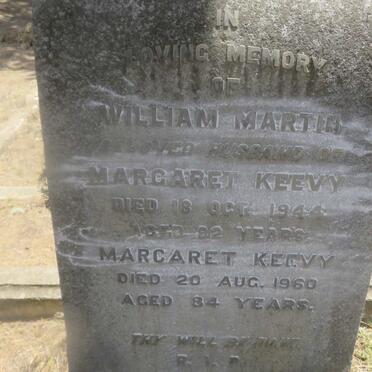 IN
LOVING MEMORY
OF
WILLIAM MARTIN
BELOVED HUSBAND OF
MARGARET KEEVY
DIED 18 OCT. 1944
AGED 82 YEARS.
MARGARET KEEVY
DIED 20 AUG. 1960
AGED 84 YEARS.
THY WILL BE DONE
R.I.P.